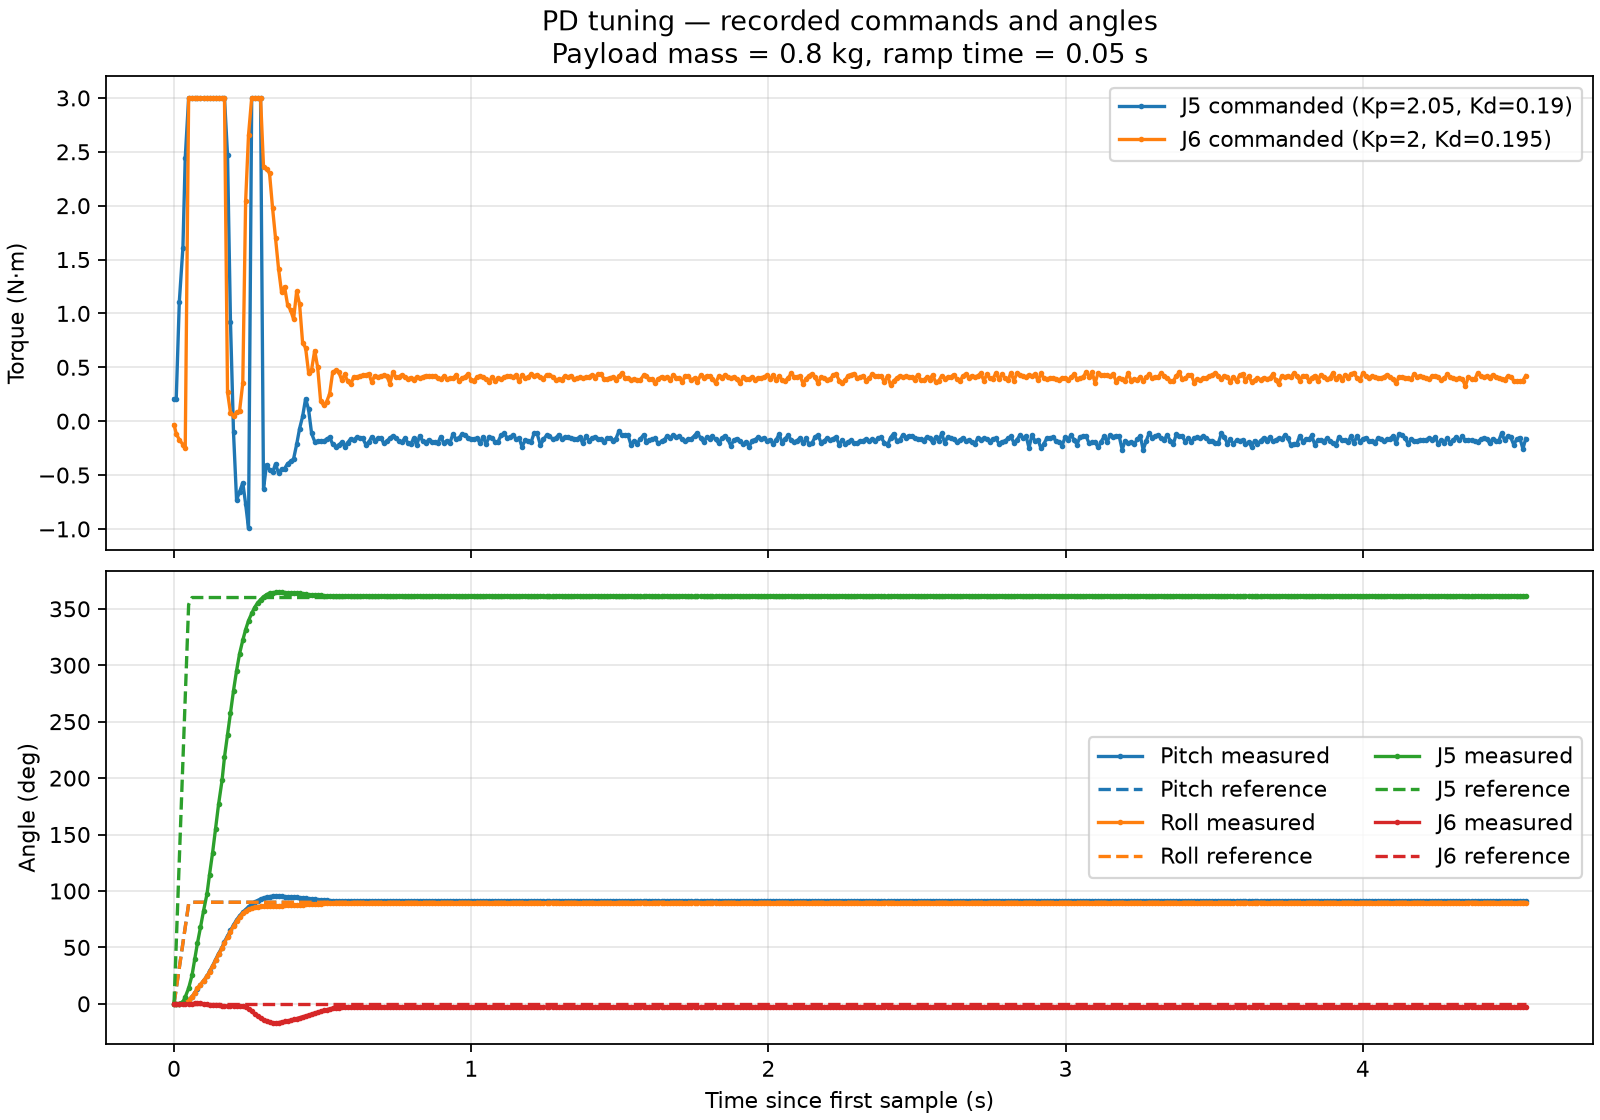 PD tuning — recorded commands and angles
Payload mass = 0.8 kg, ramp time = 0.05 s
Torque (N·m)
3.0
2.5
2.0
1.5
1.0
0.5
0.0
−0.5
−1.0
J5 commanded (Kp=2.05, Kd=0.19)
J6 commanded (Kp=2, Kd=0.195)
Angle (deg)
350
300
250
200
150
100
50
0
Pitch measured
Pitch reference
Roll measured
Roll reference
J5 measured
J5 reference
J6 measured
J6 reference
0 1 2 3 4
Time since first sample (s)